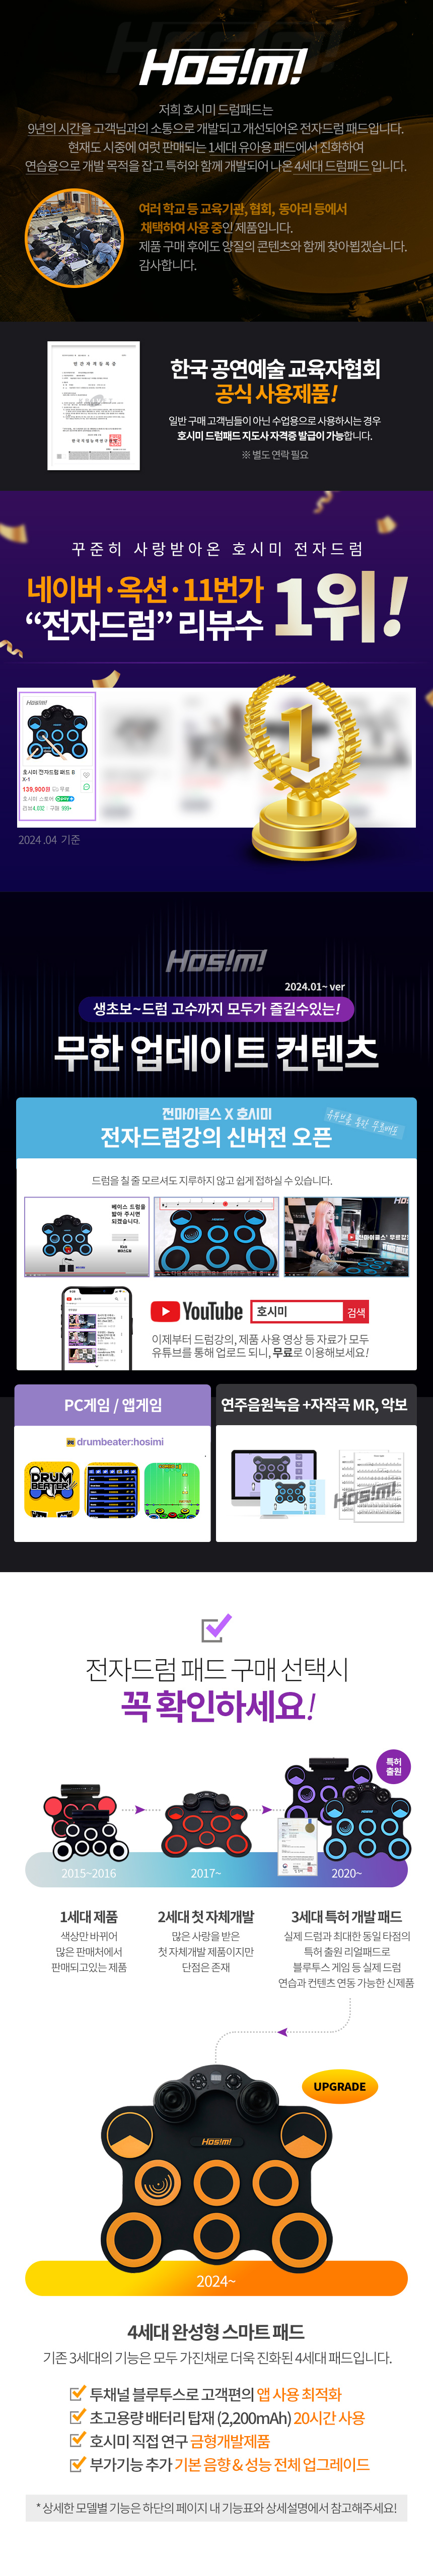 Hos!m!
저희 호시미 드럼패드는
9년의 시간을 고객님과의 소통으로 개발되고 개선되어온 전자드럼 패드입니다.
현재도 시중에 여럿 판매되는 1세대 유아용 패드에서 진화하여
연습용으로 개발 목적을 잡고 특허와 함께 개발되어 나온 4세대 드럼패드 입니다.
여러 학교 등 교육기관, 협회, 동아리 등에서
채택하여 사용 중인 제품입니다.
제품 구매 후에도 양질의 콘텐츠와 함께 찾아뵙겠습니다.
감사합니다.
한국 공연예술 교육자협회
공식 사용제품!
일반 구매 고객님들이 아닌 수업용으로 사용하시는 경우
호시미 드럼패드 지도사 자격증 발급이 가능합니다.
※ 별도 연락 필요
꾸준히 사랑받아온 호시미 전자드럼
네이버·옥션·11번가
“전자드럼” 리뷰수
1위!
Hos!m!
호시미 전자드럼 패드 B
X-1
139,900원 무료
호시미 스토어
1
2024 .04 기준
Hos!m!
2024.01~ ver
생초보~드럼 고수까지 모두가 즐길수있는!
무한 업데이트 컨텐츠
전마이클스 X 호시미
전자드럼강의 신버전 오픈
드럼을 칠 줄 모르셔도 지루하지 않고 쉽게 접하실 수 있습니다.
베이스 드럼을
밟아 주시면
되겠습니다.
YouTube
호시미
검색
이제부터 드럼강의, 제품 사용 영상 등 자료가 모두
유튜브를 통해 업로드 되니, 무료로 이용해보세요!
PC게임 / 앱게임
연주음원녹음 +자작곡 MR, 악보
drumbeater:hosimi
DRUM
BEATER
Hos!m!
전자드럼 패드 구매 선택시
꼭 확인하세요!
특허
출원
2015~2016
2017~
2020~
1세대 제품
색상만 바뀌어
많은 판매처에서
판매되고있는 제품
2세대 첫 자체개발
많은 사랑을 받은
첫 자체개발 제품이지만
단점은 존재
3세대 특허 개발 패드
실제 드럼과 최대한 동일 타점의
특허 출원 리얼패드로
블루투스 게임 등 실제 드럼
연습과 컨텐츠 연동 가능한 신제품
UPGRADE
Hos!m!
2024~
4세대 완성형 스마트 패드
기존 3세대의 기능은 모두 가진채로 더욱 진화된 4세대 패드입니다.
투채널 블루투스로 고객편의 앱 사용 최적화
초고용량 배터리 탑재 (2,200mAh) 20시간 사용
호시미 직접 연구 금형개발제품
부가기능 추가 기본 음향 & 성능 전체 업그레이드
* 상세한 모델별 기능은 하단의 페이지 내 기능표와 상세설명에서 참고해주세요!